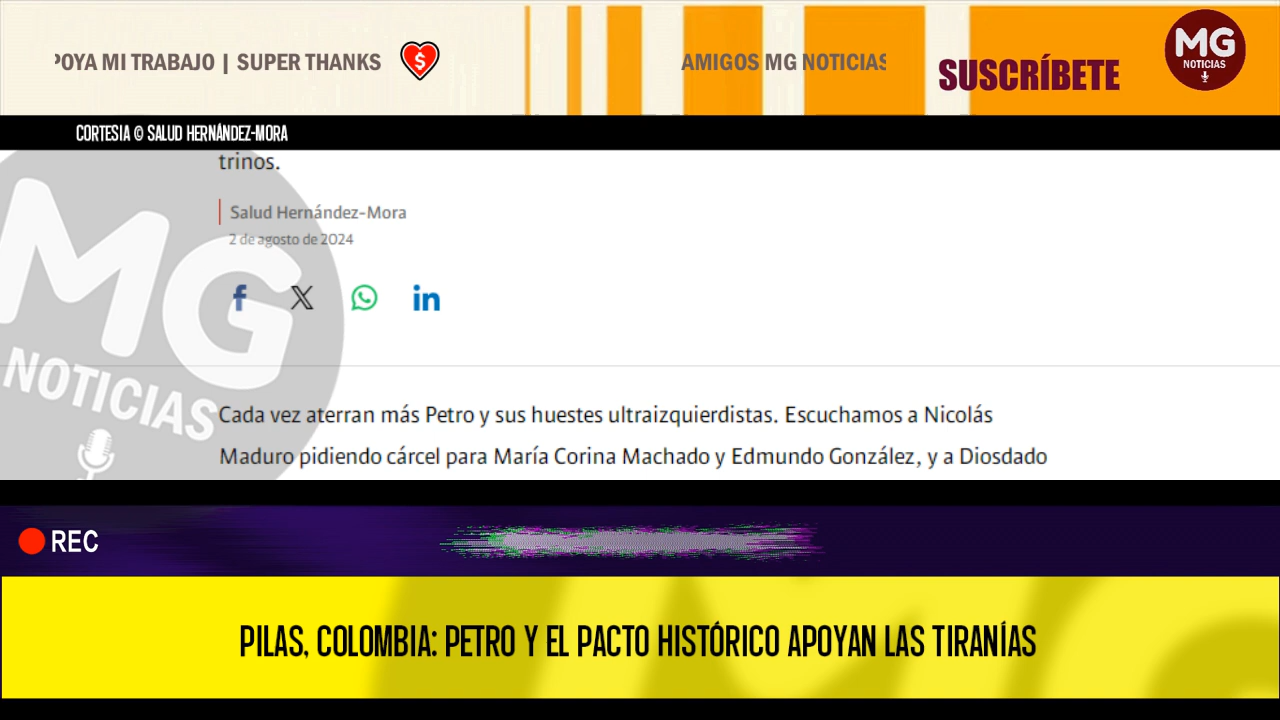 POYA MI TRABAJO | SUPER THANKS
$
AMIGOS MG NOTICIAS
SUSCRÍBETE
MG
NOTICIAS
CORTESIA © SALUD HERNÁNDEZ-MORA
trinos.
Salud Hernández-Mora
2 de agosto de 2024
MG
NOTICIAS
Cada vez aterran más Petro y sus huestes ultraizquierdistas. Escuchamos a Nicolás
Maduro pidiendo cárcel para María Corina Machado y Edmundo González, y a Diosdado
REC
PILAS, COLOMBIA: PETRO Y EL PACTO HISTÓRICO APOYAN LAS TIRANÍAS